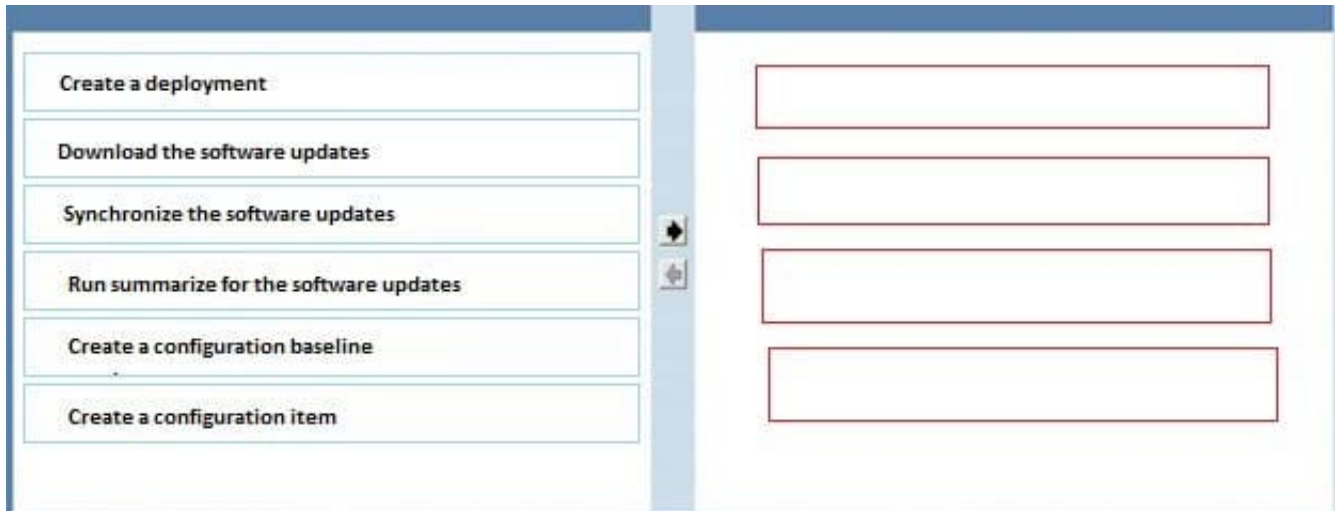 Create a deployment
Download the software updates
Synchronize the software updates
Run summarize for the software updates
Create a configuration baseline
Create a configuration item